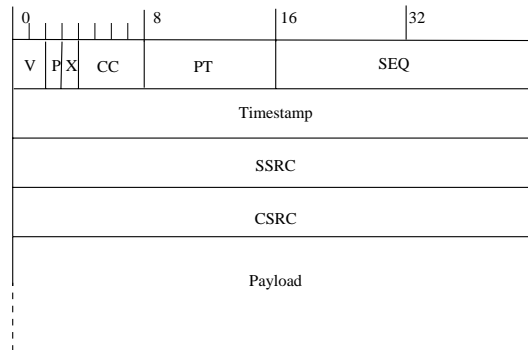 0 8 16 32
V P X CC PT SEQ
Timestamp
SSRC
CSRC
Payload